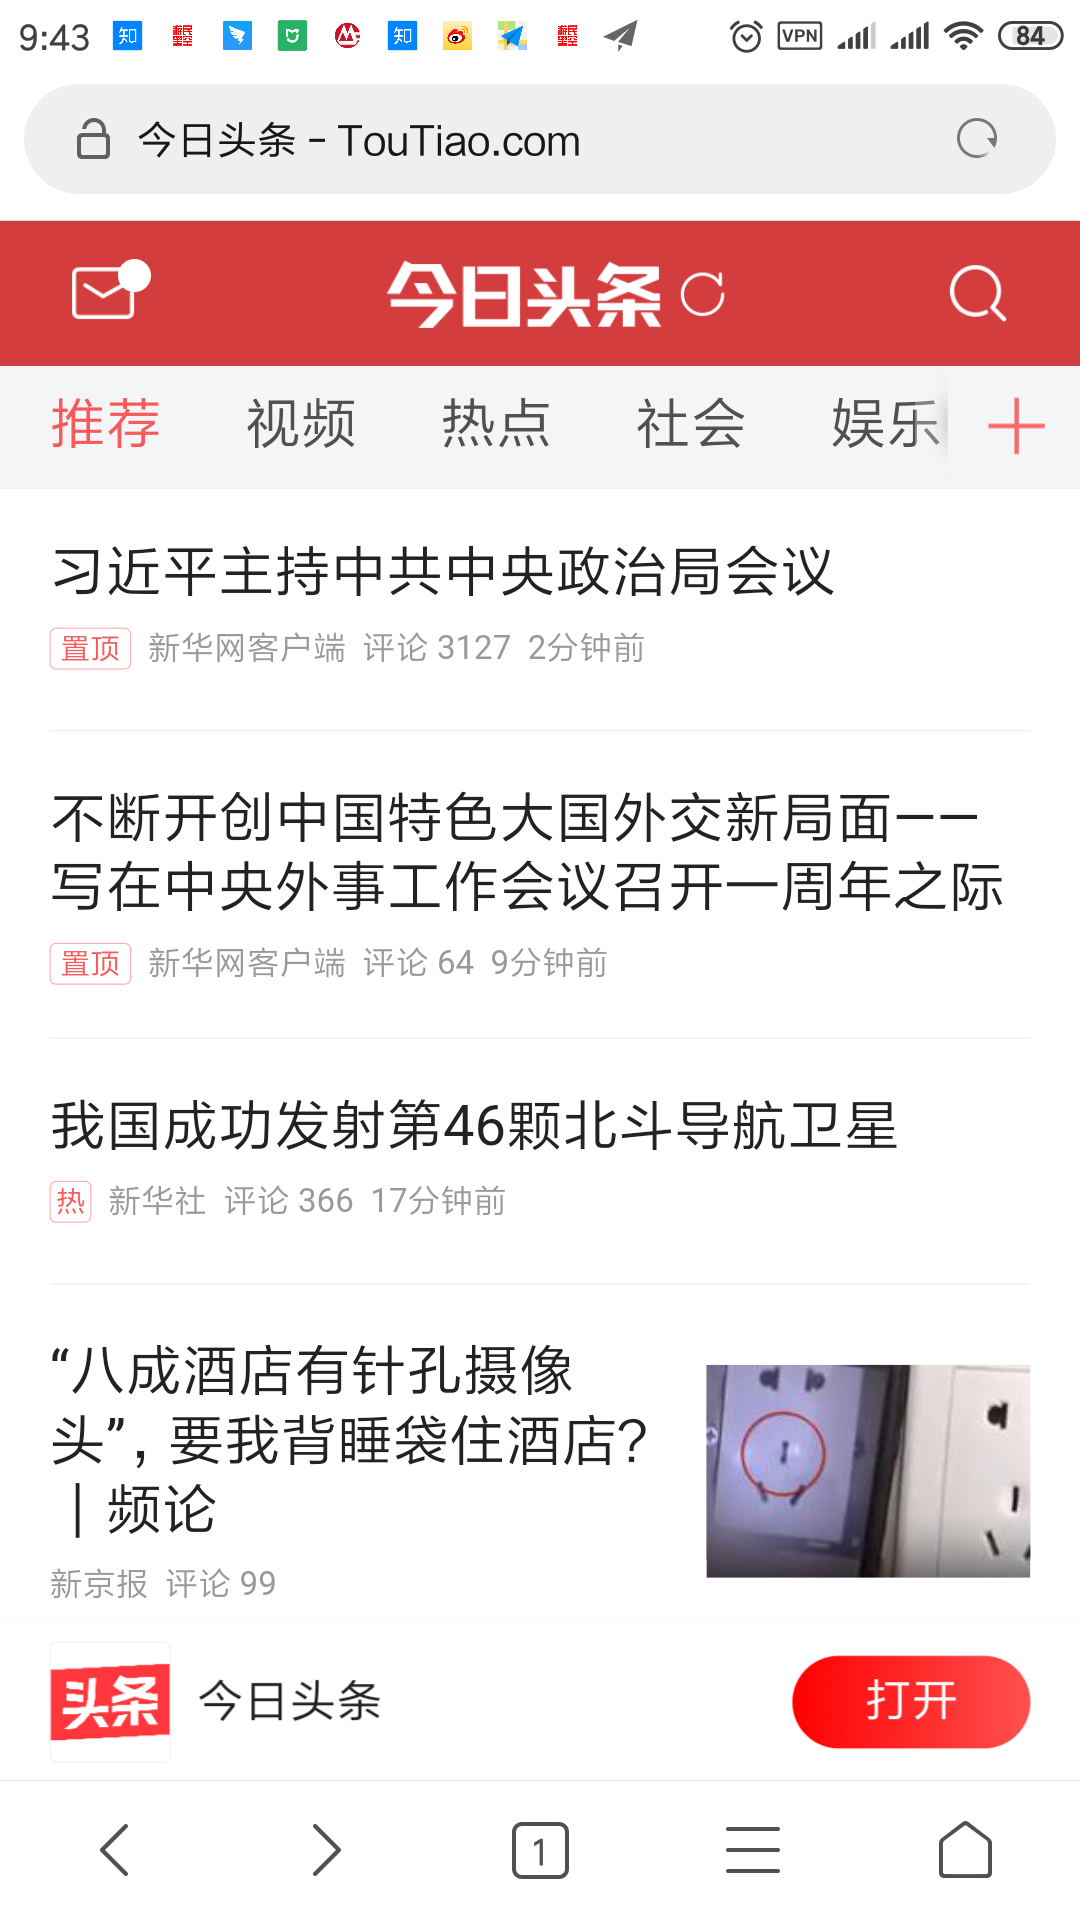 9:43
知
知
VPN
84
今日头条 - TouTiao.com
今日头条
推荐 视频 热点 社会 娱乐
习近平主持中共中央政治局会议
置顶 新华网客户端 评论 3127 2分钟前
不断开创中国特色大国外交新局面——
写在中央外事工作会议召开一周年之际
置顶 新华网客户端 评论 64 9分钟前
我国成功发射第46颗北斗导航卫星
热 新华社 评论 366 17分钟前
“八成酒店有针孔摄像
头”，要我背睡袋住酒店？
｜频论
新京报 评论 99
头条 今日头条 打开
1